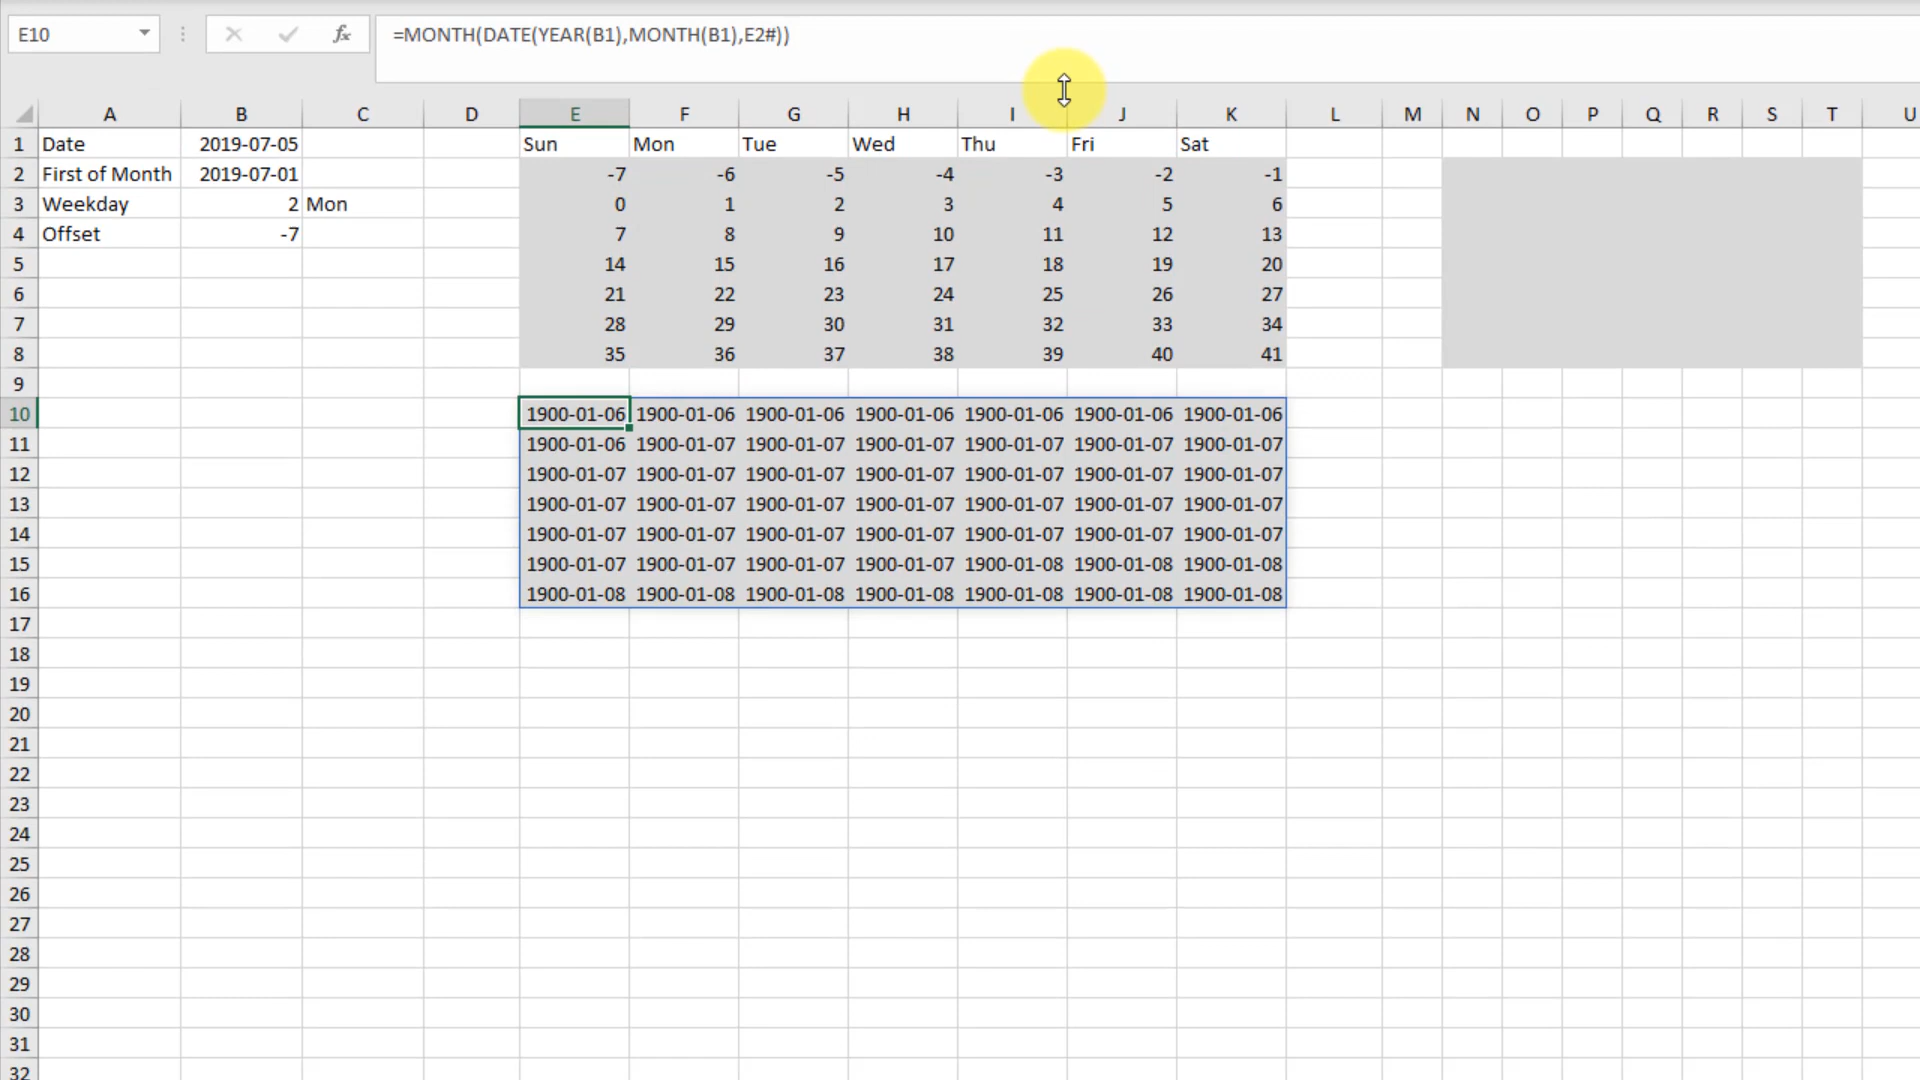 E10 fx =MONTH(DATE(YEAR(B1),MONTH(B1),E2#))
A B C D E F G H I J K L M N O P Q R S T U
1 Date 2019-07-05 Sun Mon Tue Wed Thu Fri Sat
2 First of Month 2019-07-01 -7 -6 -5 -4 -3 -2 -1
3 Weekday 2 Mon 0 1 2 3 4 5 6
4 Offset -7 7 8 9 10 11 12 13
5 14 15 16 17 18 19 20
6 21 22 23 24 25 26 27
7 28 29 30 31 32 33 34
8 35 36 37 38 39 40 41
9
10 1900-01-06 1900-01-06 1900-01-06 1900-01-06 1900-01-06 1900-01-06 1900-01-06
11 1900-01-06 1900-01-07 1900-01-07 1900-01-07 1900-01-07 1900-01-07 1900-01-07
12 1900-01-07 1900-01-07 1900-01-07 1900-01-07 1900-01-07 1900-01-07 1900-01-07
13 1900-01-07 1900-01-07 1900-01-07 1900-01-07 1900-01-07 1900-01-07 1900-01-07
14 1900-01-07 1900-01-07 1900-01-07 1900-01-07 1900-01-07 1900-01-07 1900-01-07
15 1900-01-07 1900-01-07 1900-01-07 1900-01-07 1900-01-08 1900-01-08 1900-01-08
16 1900-01-08 1900-01-08 1900-01-08 1900-01-08 1900-01-08 1900-01-08 1900-01-08
17
18
19
20
21
22
23
24
25
26
27
28
29
30
31
32